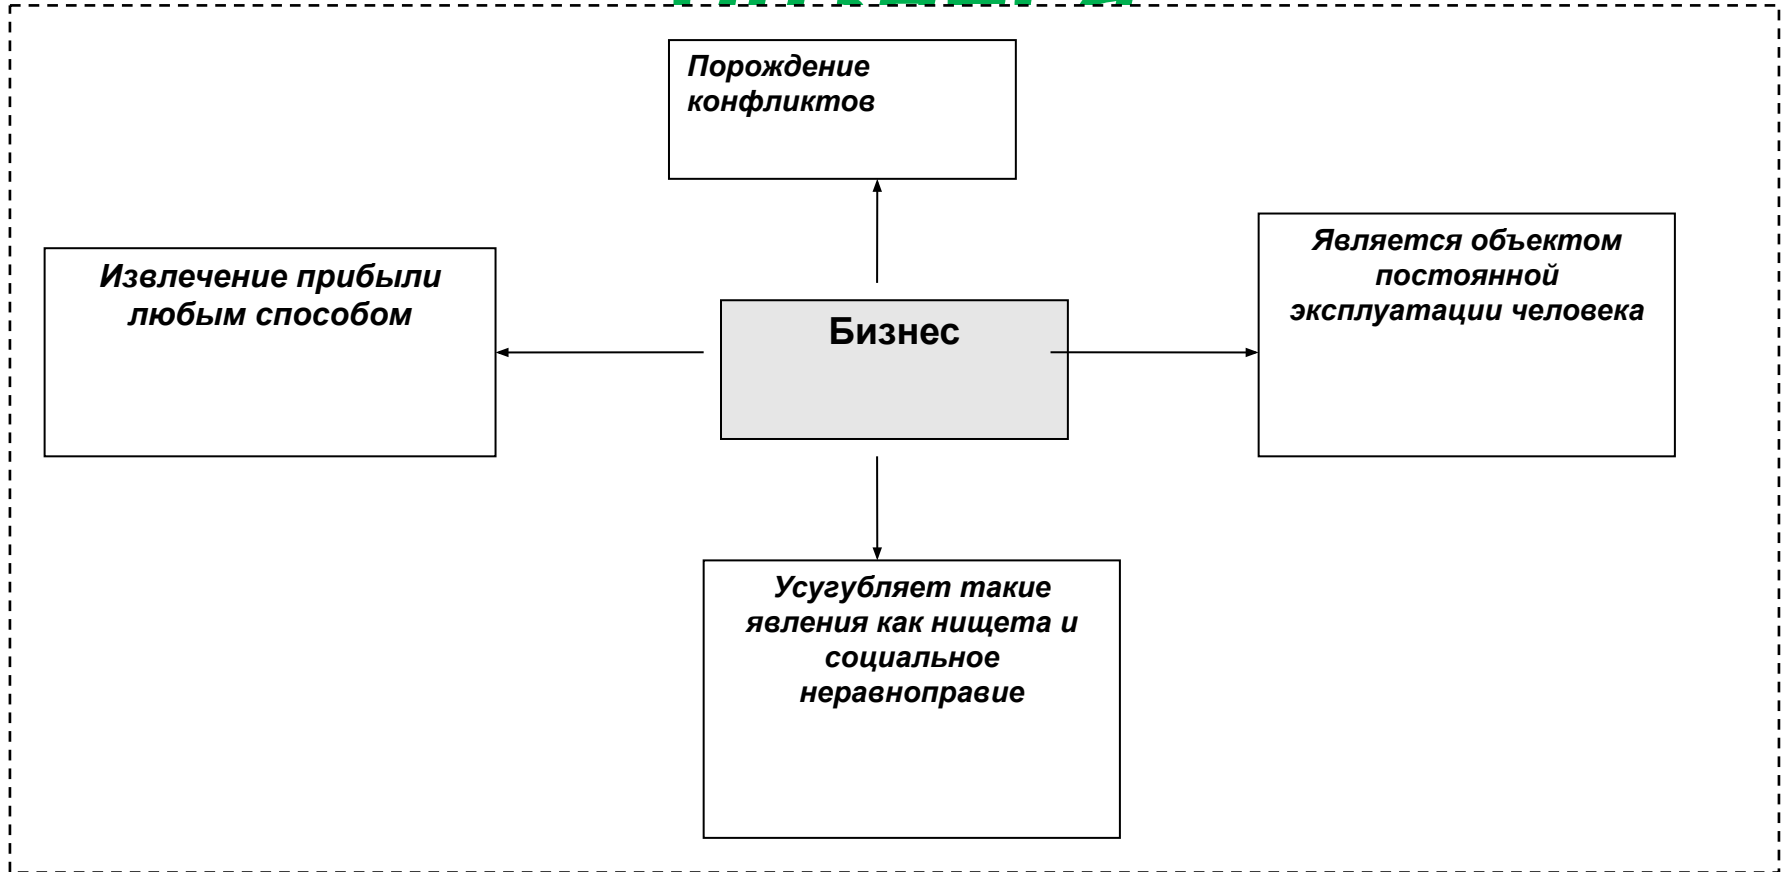 Порождение
конфликтов
Извлечение прибыли
любым способом
Бизнес
Является объектом
постоянной
эксплуатации человека
Усугубляет такие
явления как нищета и
социальное
неравноправие